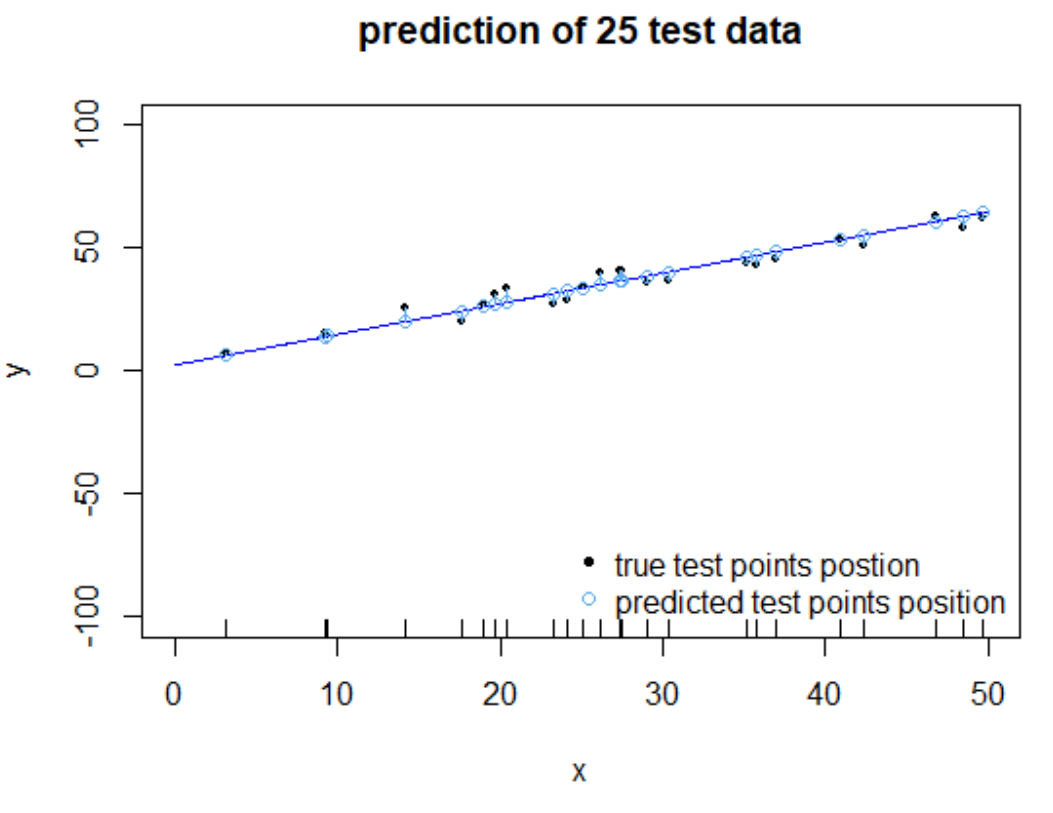 prediction of 25 test data
100
50
0
-50
-100
y
true test points postion
predicted test points position
0 10 20 30 40 50
x